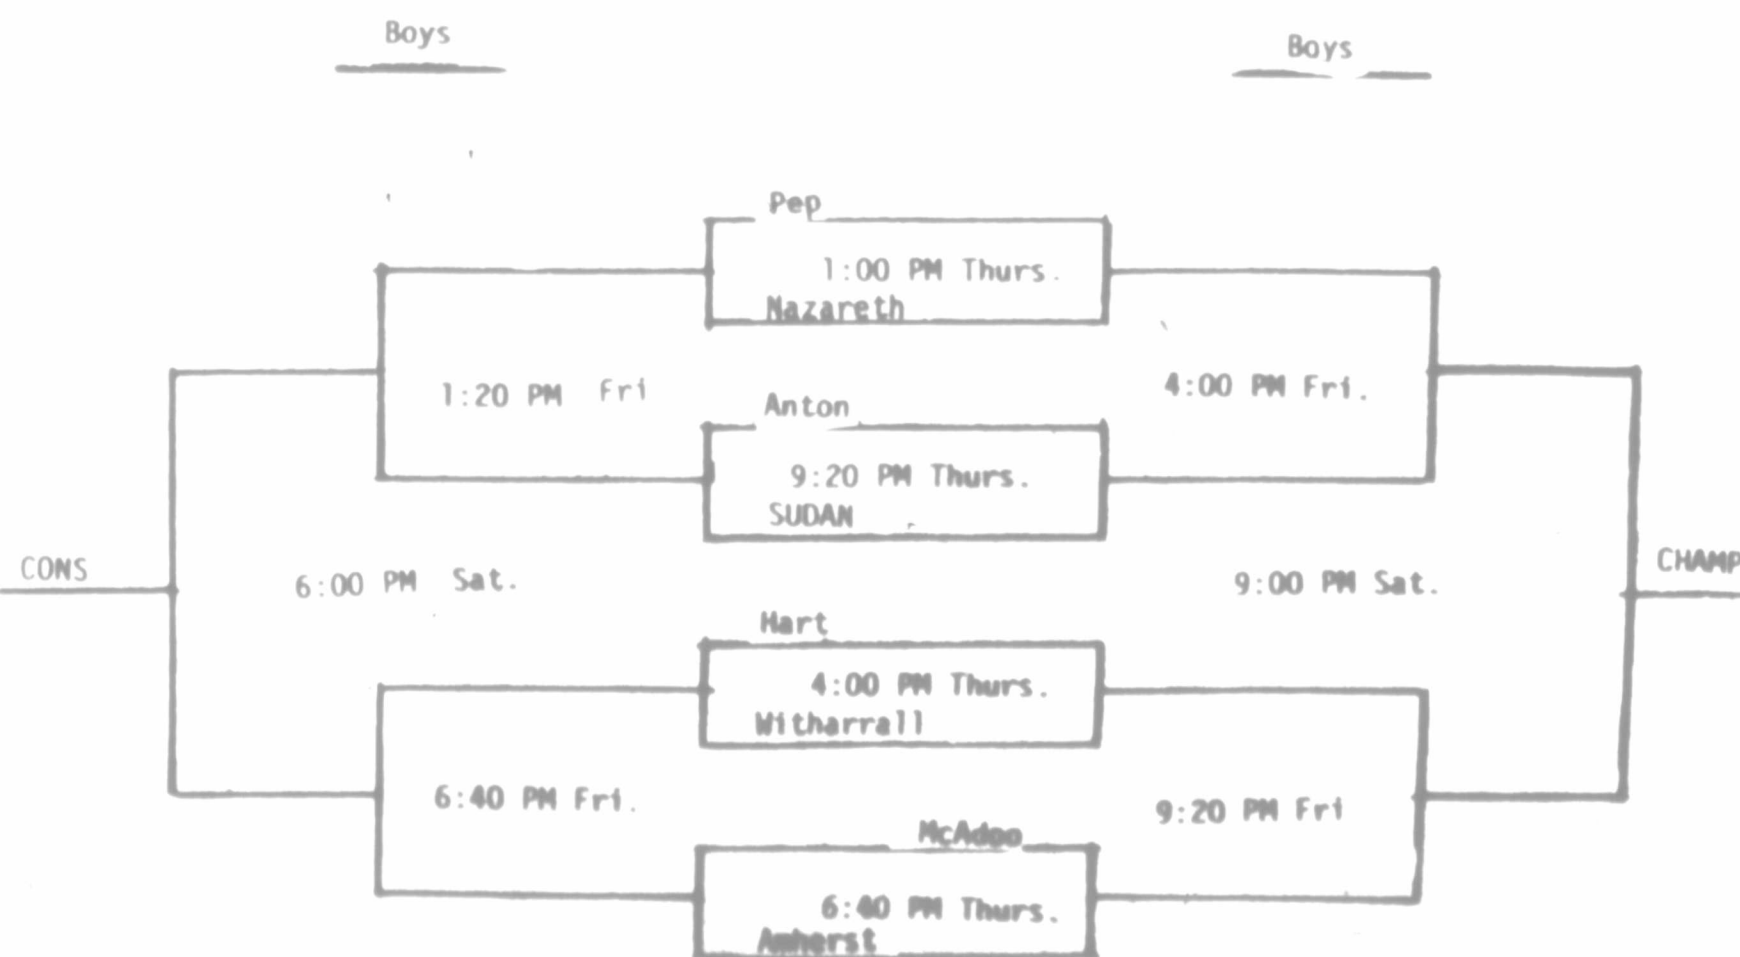 Boys
Boys
Pep
1:00 PM Thurs.
Nazareth
1:20 PM Fri
4:00 PM Fri.
Anton
9:20 PM Thurs.
SUDAN
CONS
6:00 PM Sat.
9:00 PM Sat.
CHAMP
Hart
4:00 PM Thurs.
Witharrall
6:40 PM Fri.
9:20 PM Fri
McAdoo
6:40 PM Thurs.
Amherst